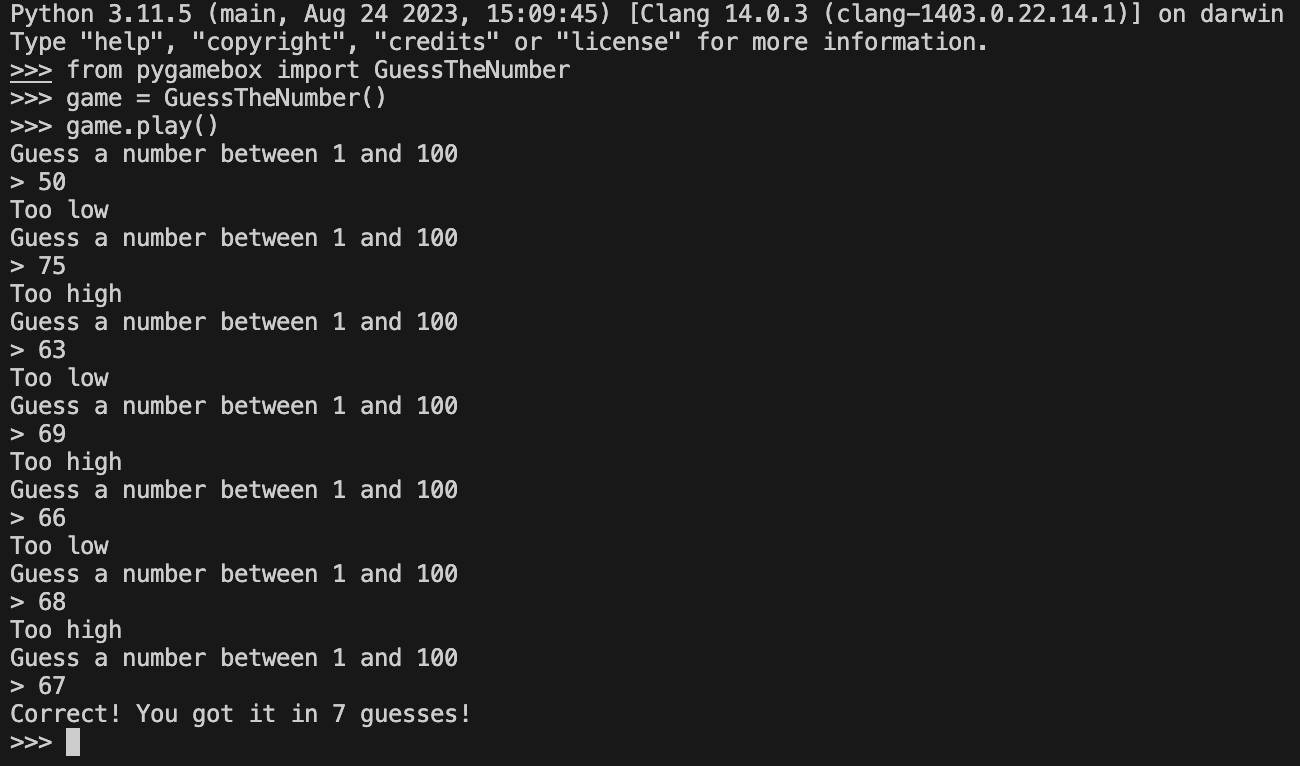 Python 3.11.5 (main, Aug 24 2023, 15:09:45) [Clang 14.0.3 (clang-1403.0.22.14.1)] on darwin
Type "help", "copyright", "credits" or "license" for more information.
>>> from pygamebox import GuessTheNumber
>>> game = GuessTheNumber()
>>> game.play()
Guess a number between 1 and 100
> 50
Too low
Guess a number between 1 and 100
> 75
Too high
Guess a number between 1 and 100
> 63
Too low
Guess a number between 1 and 100
> 69
Too high
Guess a number between 1 and 100
> 66
Too low
Guess a number between 1 and 100
> 68
Too high
Guess a number between 1 and 100
> 67
Correct! You got it in 7 guesses!
>>>